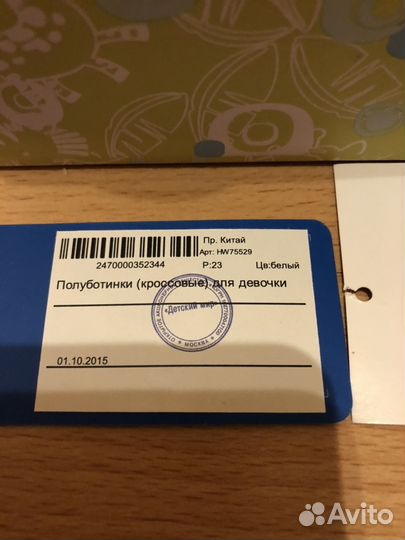 Пр. Китай
Арт: HW75529
2470000352344 Р:23 Цв:белый
Полуботинки (кроссовые) для девочки
«Детский мир»
МОСКВА
01.10.2015
Avito